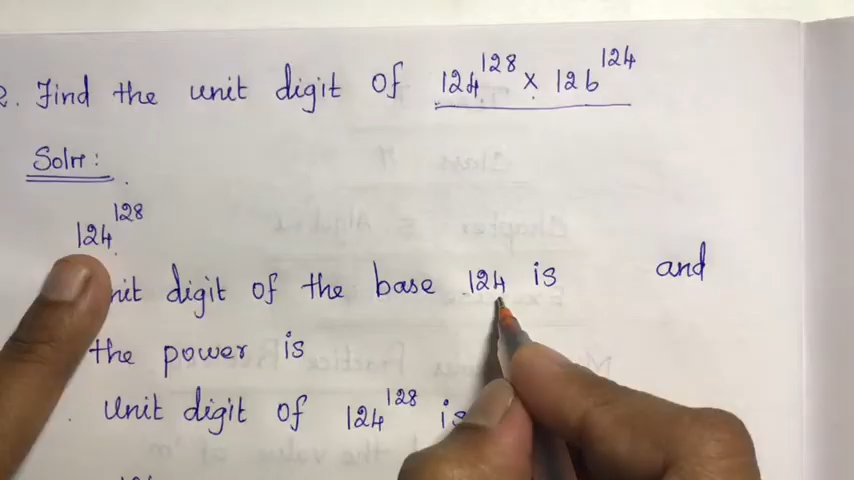 2. Find the unit digit of 124^128 × 126^124
Soln:
124^128
nit digit of the base 124 is and
the power is
Unit digit of 124^128 is